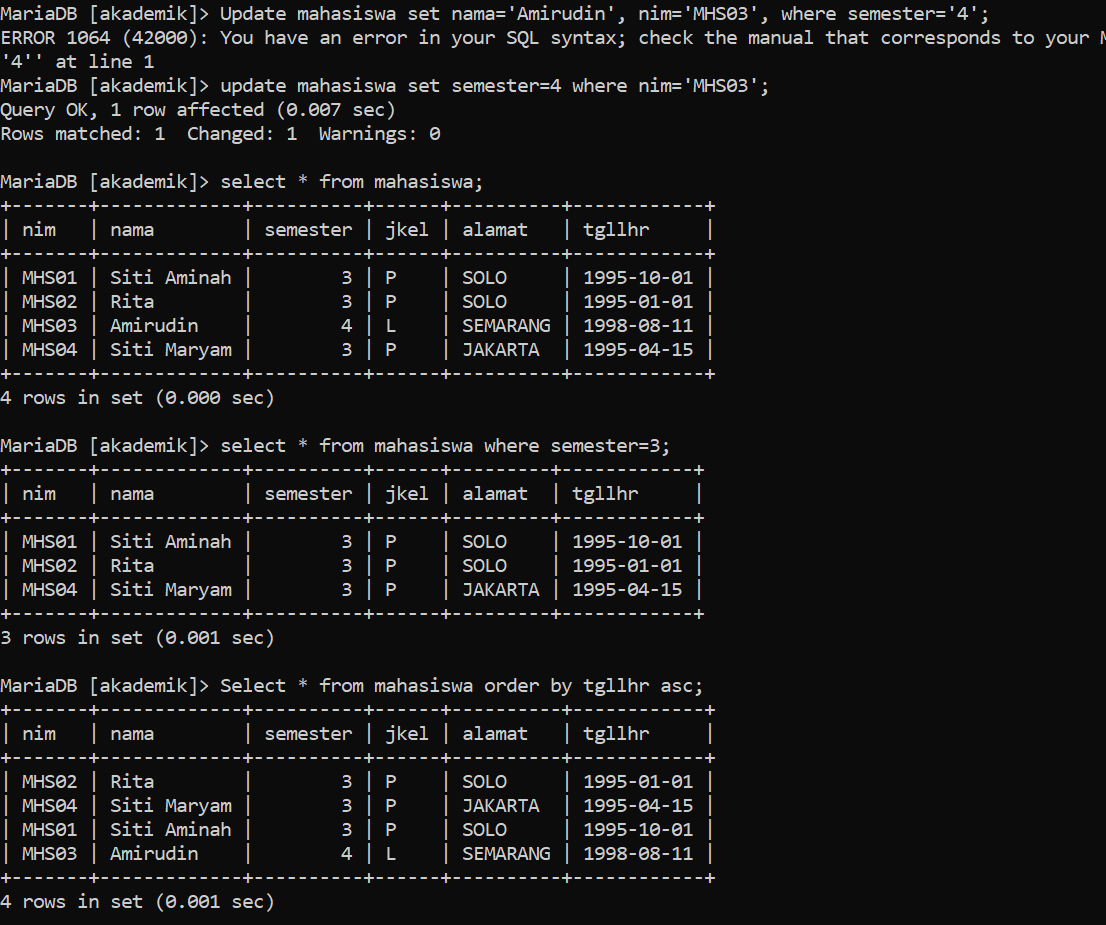 MariaDB [akademik]> Update mahasiswa set nama='Amirudin', nim='MHS03', where semester='4';
ERROR 1064 (42000): You have an error in your SQL syntax; check the manual that corresponds to your
'4'' at line 1
MariaDB [akademik]> update mahasiswa set semester=4 where nim='MHS03';
Query OK, 1 row affected (0.007 sec)
Rows matched: 1  Changed: 1  Warnings: 0

MariaDB [akademik]> select * from mahasiswa;
+-------+-------------+----------+------+----------+------------+
| nim   | nama        | semester | jkel | alamat   | tgllhr     |
+-------+-------------+----------+------+----------+------------+
| MHS01 | Siti Aminah |        3 | P    | SOLO     | 1995-10-01 |
| MHS02 | Rita        |        3 | P    | SOLO     | 1995-01-01 |
| MHS03 | Amirudin    |        4 | L    | SEMARANG | 1998-08-11 |
| MHS04 | Siti Maryam |        3 | P    | JAKARTA  | 1995-04-15 |
+-------+-------------+----------+------+----------+------------+
4 rows in set (0.000 sec)

MariaDB [akademik]> select * from mahasiswa where semester=3;
+-------+-------------+----------+------+---------+------------+
| nim   | nama        | semester | jkel | alamat  | tgllhr     |
+-------+-------------+----------+------+---------+------------+
| MHS01 | Siti Aminah |        3 | P    | SOLO    | 1995-10-01 |
| MHS02 | Rita        |        3 | P    | SOLO    | 1995-01-01 |
| MHS04 | Siti Maryam |        3 | P    | JAKARTA | 1995-04-15 |
+-------+-------------+----------+------+---------+------------+
3 rows in set (0.001 sec)

MariaDB [akademik]> Select * from mahasiswa order by tgllhr asc;
+-------+-------------+----------+------+----------+------------+
| nim   | nama        | semester | jkel | alamat   | tgllhr     |
+-------+-------------+----------+------+----------+------------+
| MHS02 | Rita        |        3 | P    | SOLO     | 1995-01-01 |
| MHS04 | Siti Maryam |        3 | P    | JAKARTA  | 1995-04-15 |
| MHS01 | Siti Aminah |        3 | P    | SOLO     | 1995-10-01 |
| MHS03 | Amirudin    |        4 | L    | SEMARANG | 1998-08-11 |
+-------+-------------+----------+------+----------+------------+
4 rows in set (0.001 sec)